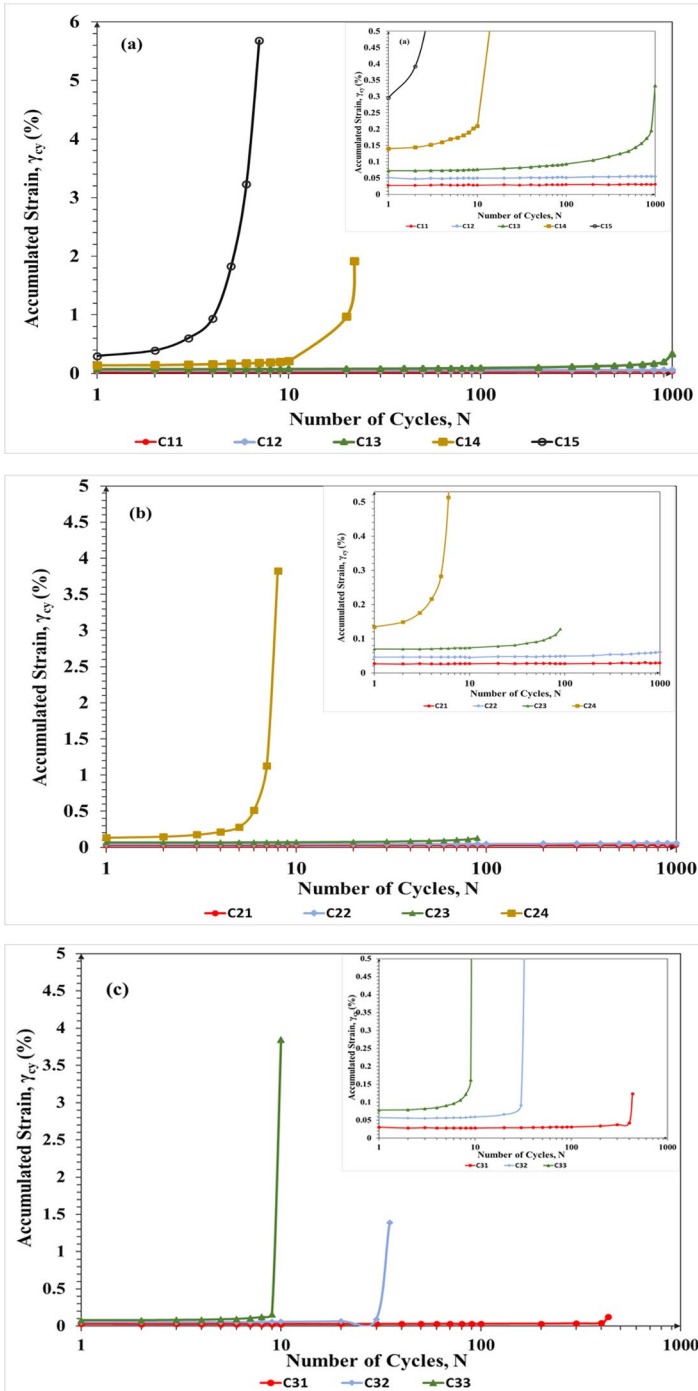 (a)
Accumulated Strain, γcy (%)
6
5
4
3
2
1
0
1 10 100 1000
Number of Cycles, N
C11 C12 C13 C14 C15
(a)
Accumulated Strain, γcy (%)
0.5
0.45
0.4
0.35
0.3
0.25
0.2
0.15
0.1
0.05
0
1 10 100 1000
Number of Cycles, N
C11 C12 C13 C14 C15
(b)
Accumulated Strain, γcy (%)
5
4.5
4
3.5
3
2.5
2
1.5
1
0.5
0
1 10 100 1000
Number of Cycles, N
C21 C22 C23 C24
Accumulated Strain, γcy (%)
0.5
0.4
0.3
0.2
0.1
0
1 10 100 1000
Number of Cycles, N
C21 C22 C23 C24
(c)
Accumulated Strain, γcy (%)
5
4.5
4
3.5
3
2.5
2
1.5
1
0.5
0
1 10 100 1000
Number of Cycles, N
C31 C32 C33
Accumulated Strain, γcy (%)
0.5
0.45
0.4
0.35
0.3
0.25
0.2
0.15
0.1
0.05
0
1 10 100 1000
Number of Cycles, N
C31 C32 C33